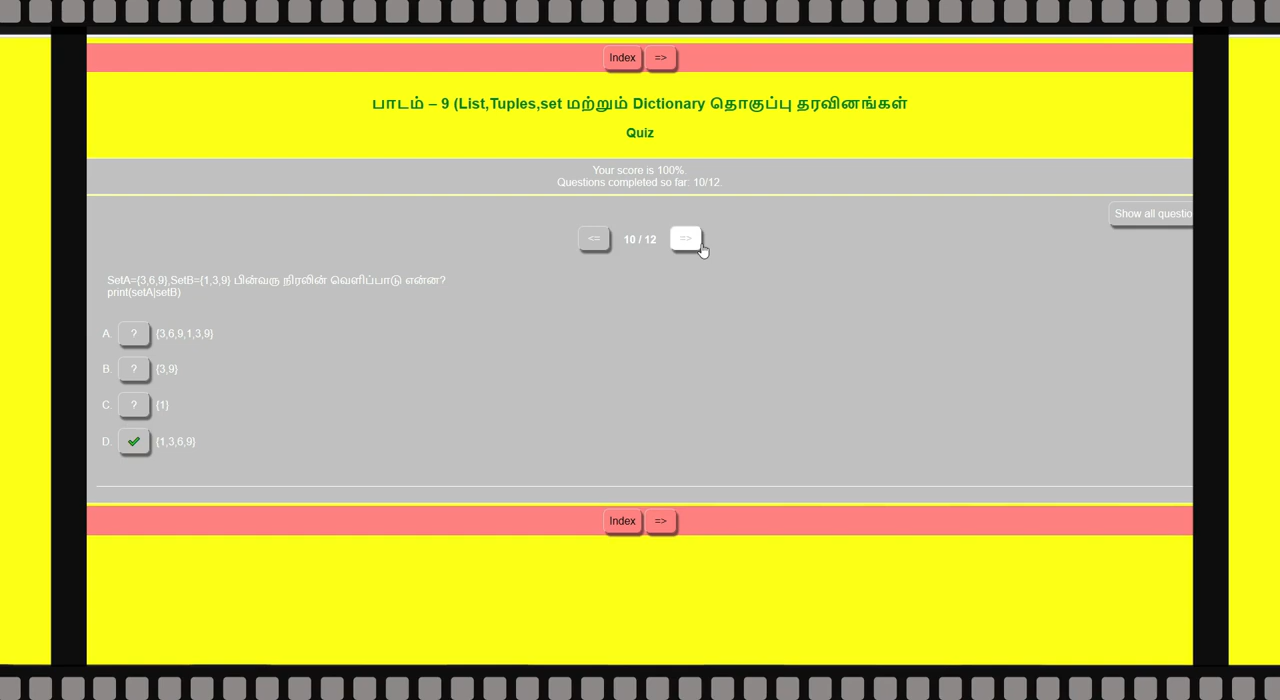 Index =>
பாடம் – 9 (List,Tuples,set மற்றும் Dictionary தொகுப்பு தரவினங்கள்
Quiz
Your score is 100%.
Questions completed so far: 10/12.
Show all questio
<= 10 / 12 =>
SetA={3,6,9},SetB={1,3,9} பின்வரு நிரலின் வெளிப்பாடு என்ன?
print(setA|setB)
A. ? {3,6,9,1,3,9}
B. ? {3,9}
C. ? {1}
D. ✔ {1,3,6,9}
Index =>